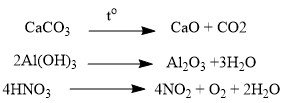 t°
CaCO₃ ⟶ CaO + CO2
2Al(OH)₃ ⟶ Al₂O₃ +3H₂O
4HNO₃ ⟶ 4NO₂ + O₂ + 2H₂O